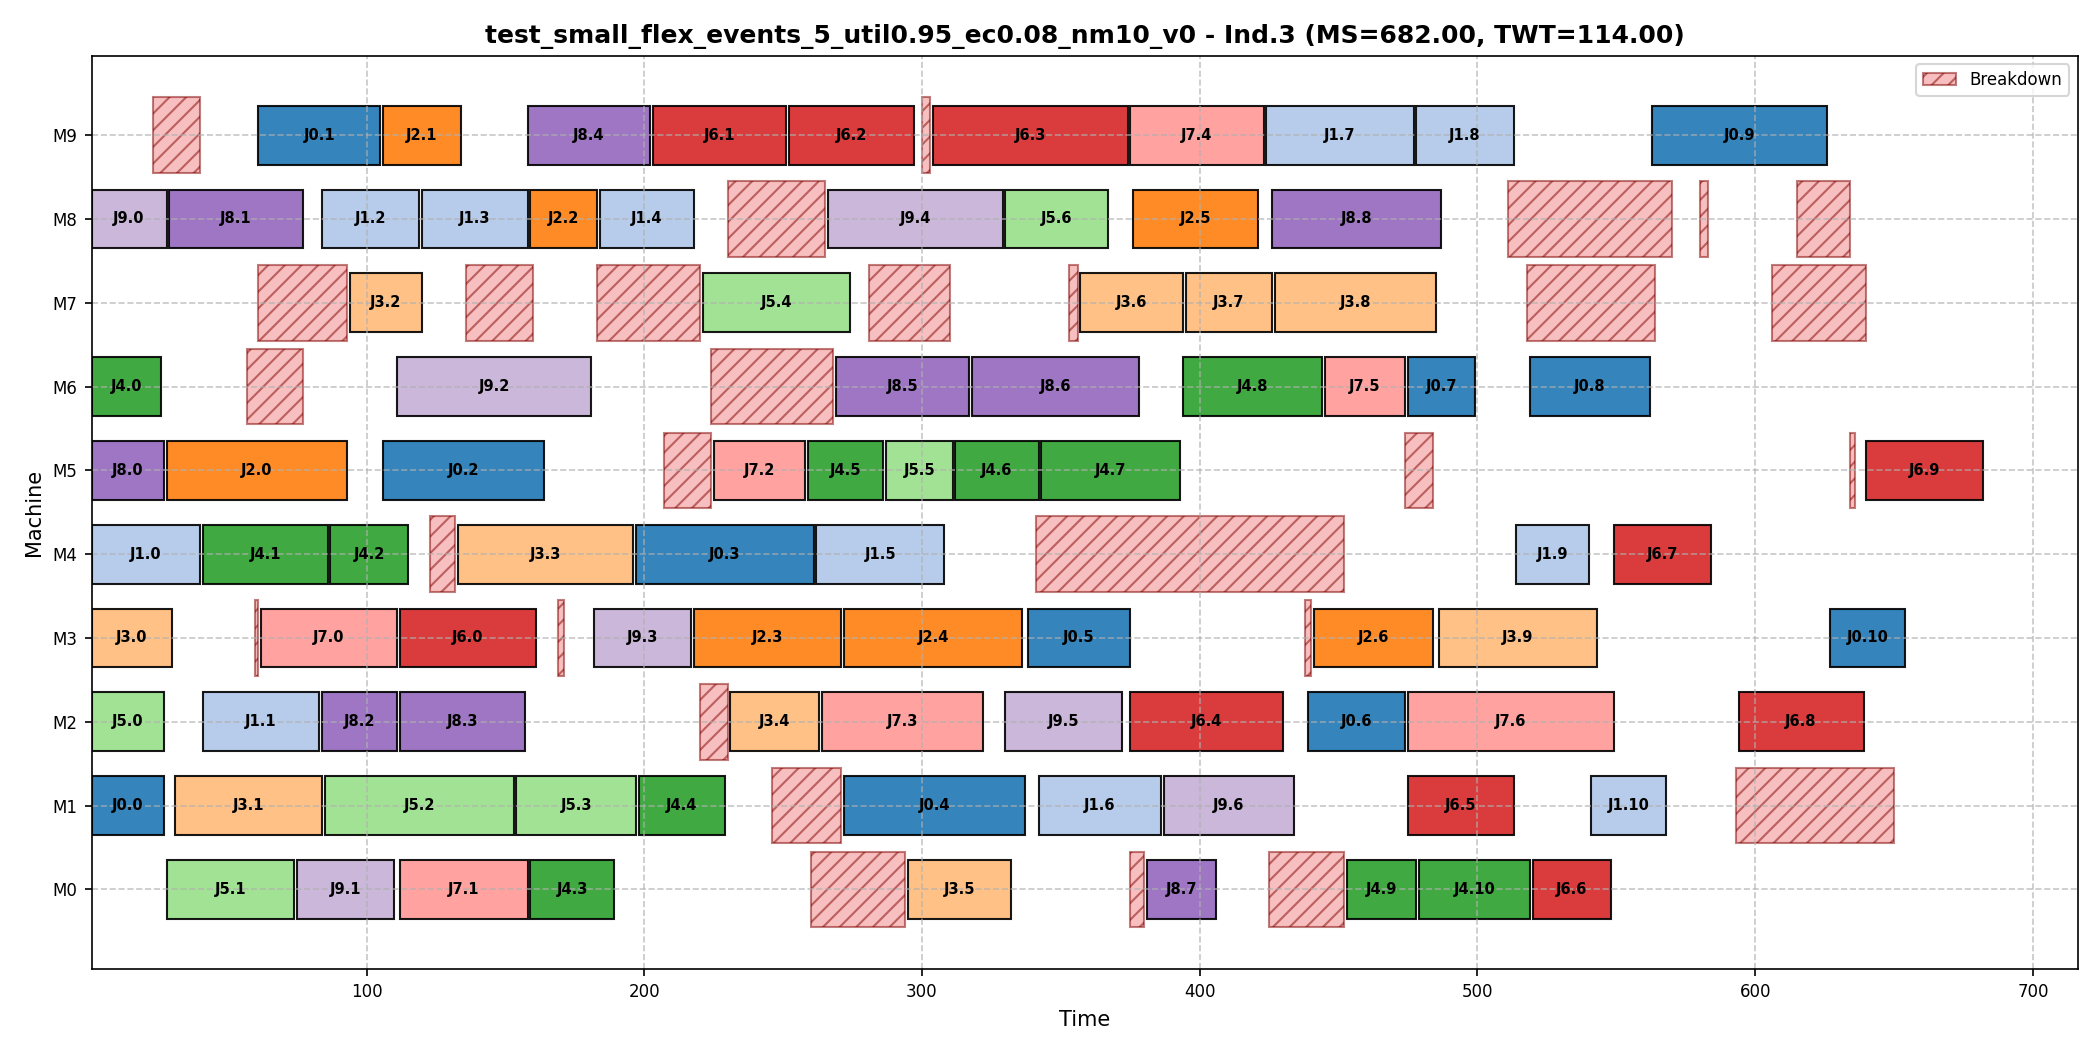 test_small_flex_events_5_util0.95_ec0.08_nm10_v0 - Ind.3 (MS=682.00, TWT=114.00)
Breakdown
M9 J0.1 J2.1 J8.4 J6.1 J6.2 J6.3 J7.4 J1.7 J1.8 J0.9
M8 J9.0 J8.1 J1.2 J1.3 J2.2 J1.4 J9.4 J5.6 J2.5 J8.8
M7 J3.2 J5.4 J3.6 J3.7 J3.8
M6 J4.0 J9.2 J8.5 J8.6 J4.8 J7.5 J0.7 J0.8
M5 J8.0 J2.0 J0.2 J7.2 J4.5 J5.5 J4.6 J4.7 J6.9
M4 J1.0 J4.1 J4.2 J3.3 J0.3 J1.5 J1.9 J6.7
M3 J3.0 J7.0 J6.0 J9.3 J2.3 J2.4 J0.5 J2.6 J3.9 J0.10
M2 J5.0 J1.1 J8.2 J8.3 J3.4 J7.3 J9.5 J6.4 J0.6 J7.6 J6.8
M1 J0.0 J3.1 J5.2 J5.3 J4.4 J0.4 J1.6 J9.6 J6.5 J1.10
M0 J5.1 J9.1 J7.1 J4.3 J3.5 J8.7 J4.9 J4.10 J6.6
Machine
100 200 300 400 500 600 700
Time